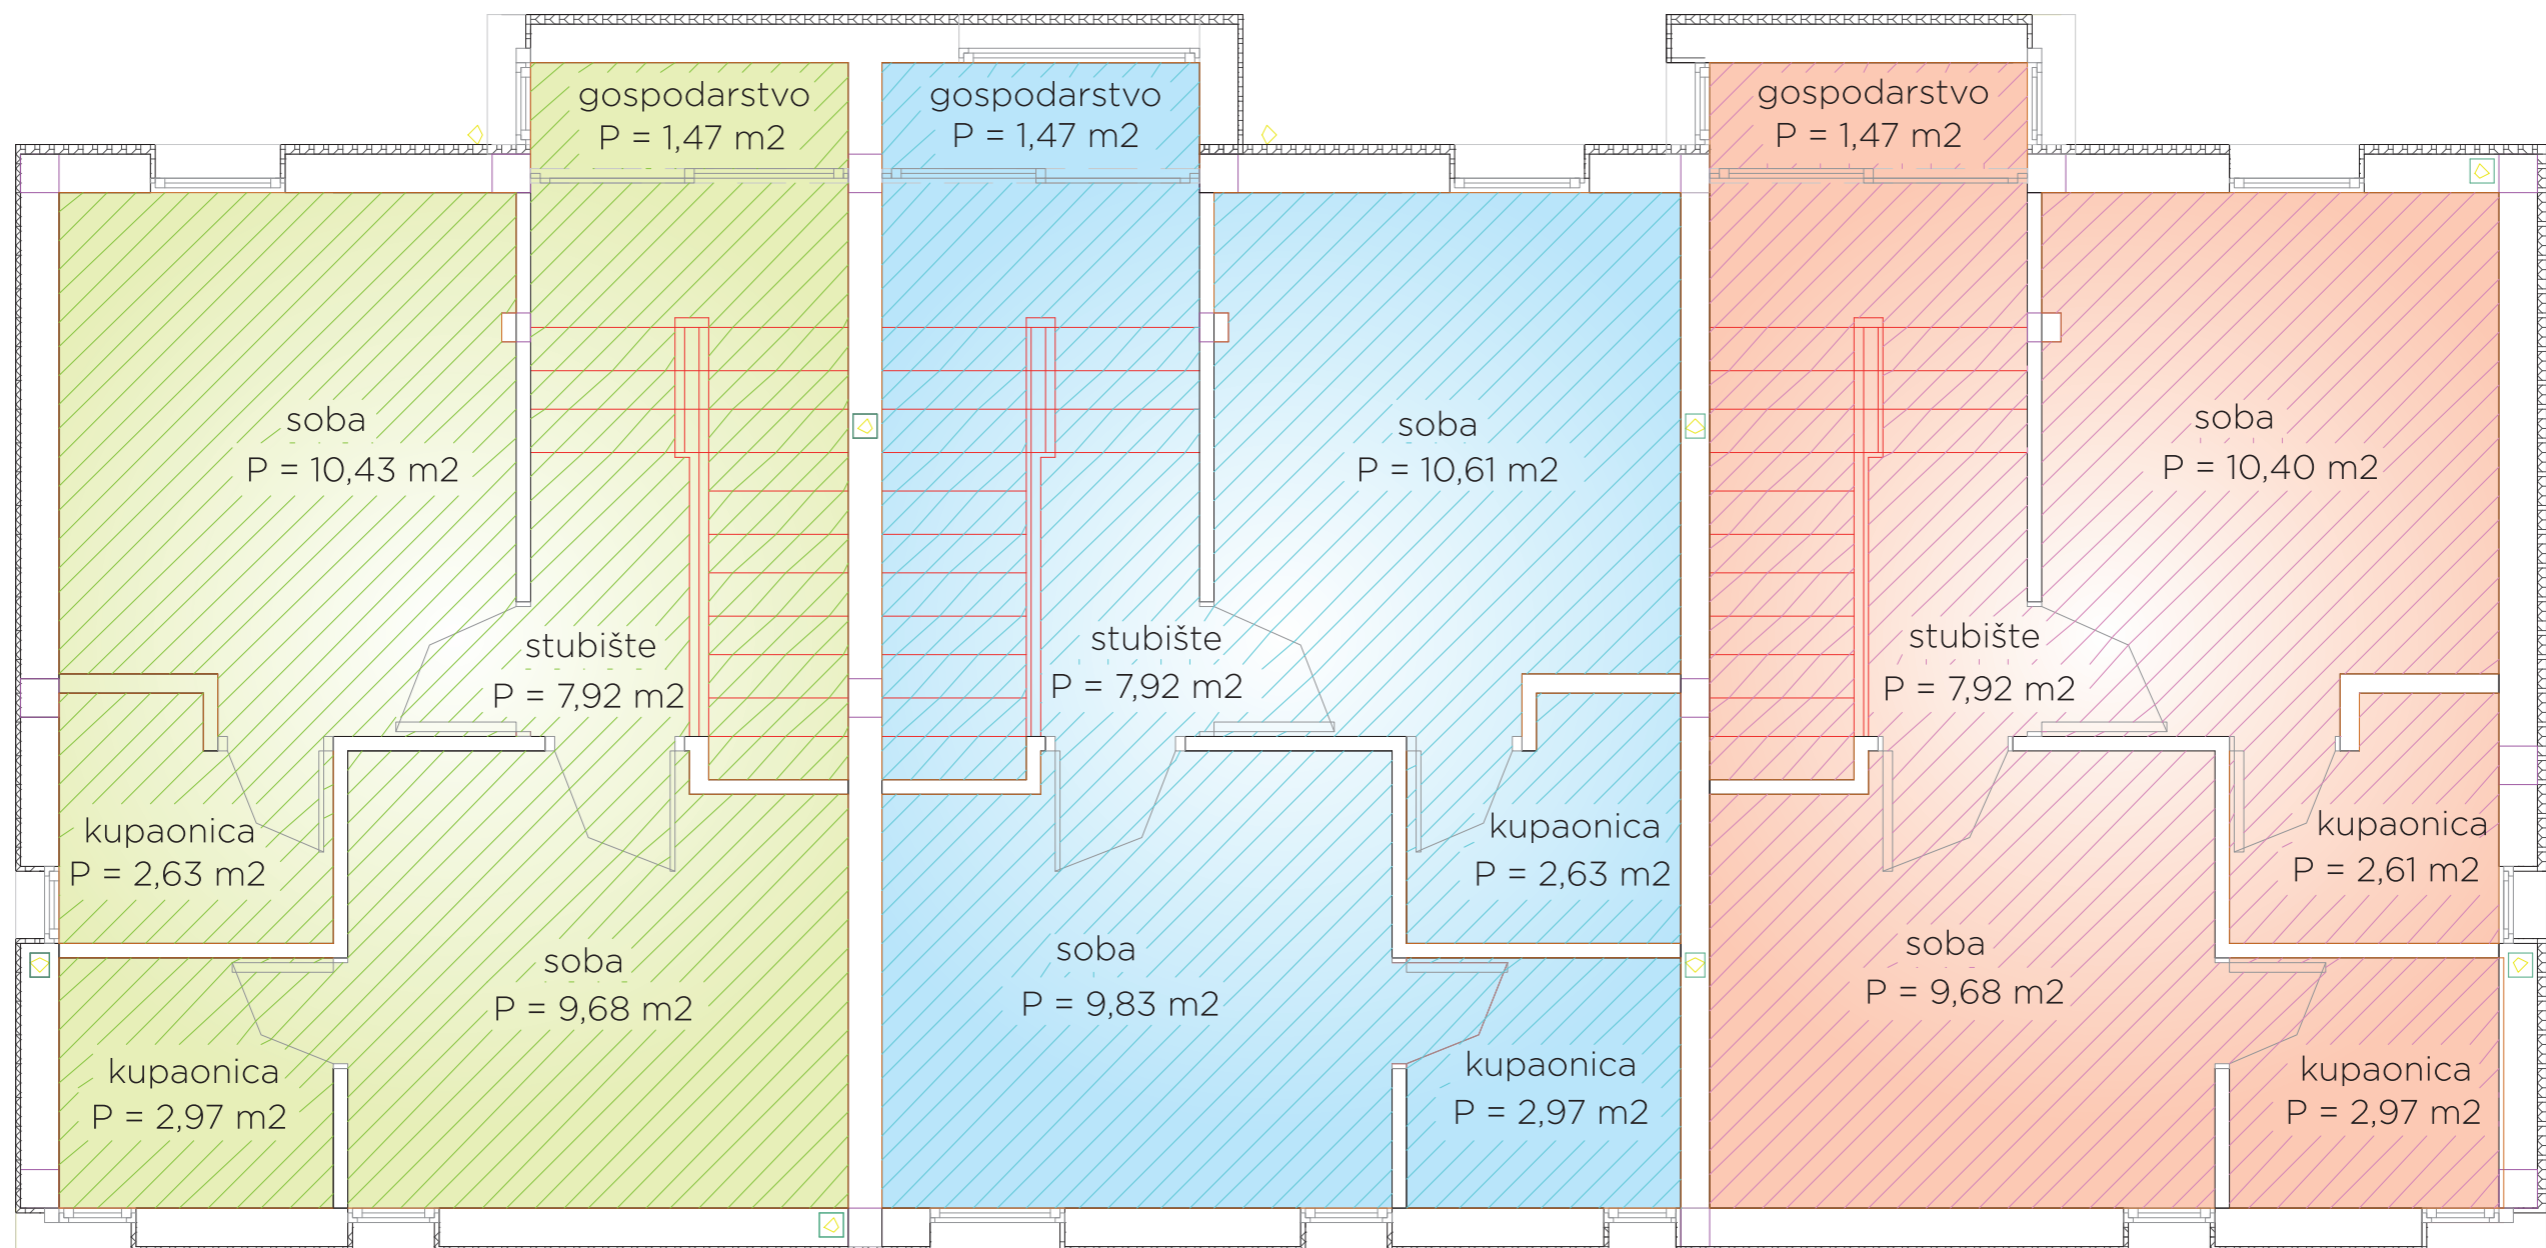 gospodarstvo
P = 1,47 m2
gospodarstvo
P = 1,47 m2
gospodarstvo
P = 1,47 m2
soba
P = 10,43 m2
soba
P = 10,61 m2
soba
P = 10,40 m2
stubište
P = 7,92 m2
stubište
P = 7,92 m2
stubište
P = 7,92 m2
kupaonica
P = 2,63 m2
kupaonica
P = 2,63 m2
kupaonica
P = 2,61 m2
soba
P = 9,68 m2
soba
P = 9,83 m2
soba
P = 9,68 m2
kupaonica
P = 2,97 m2
kupaonica
P = 2,97 m2
kupaonica
P = 2,97 m2